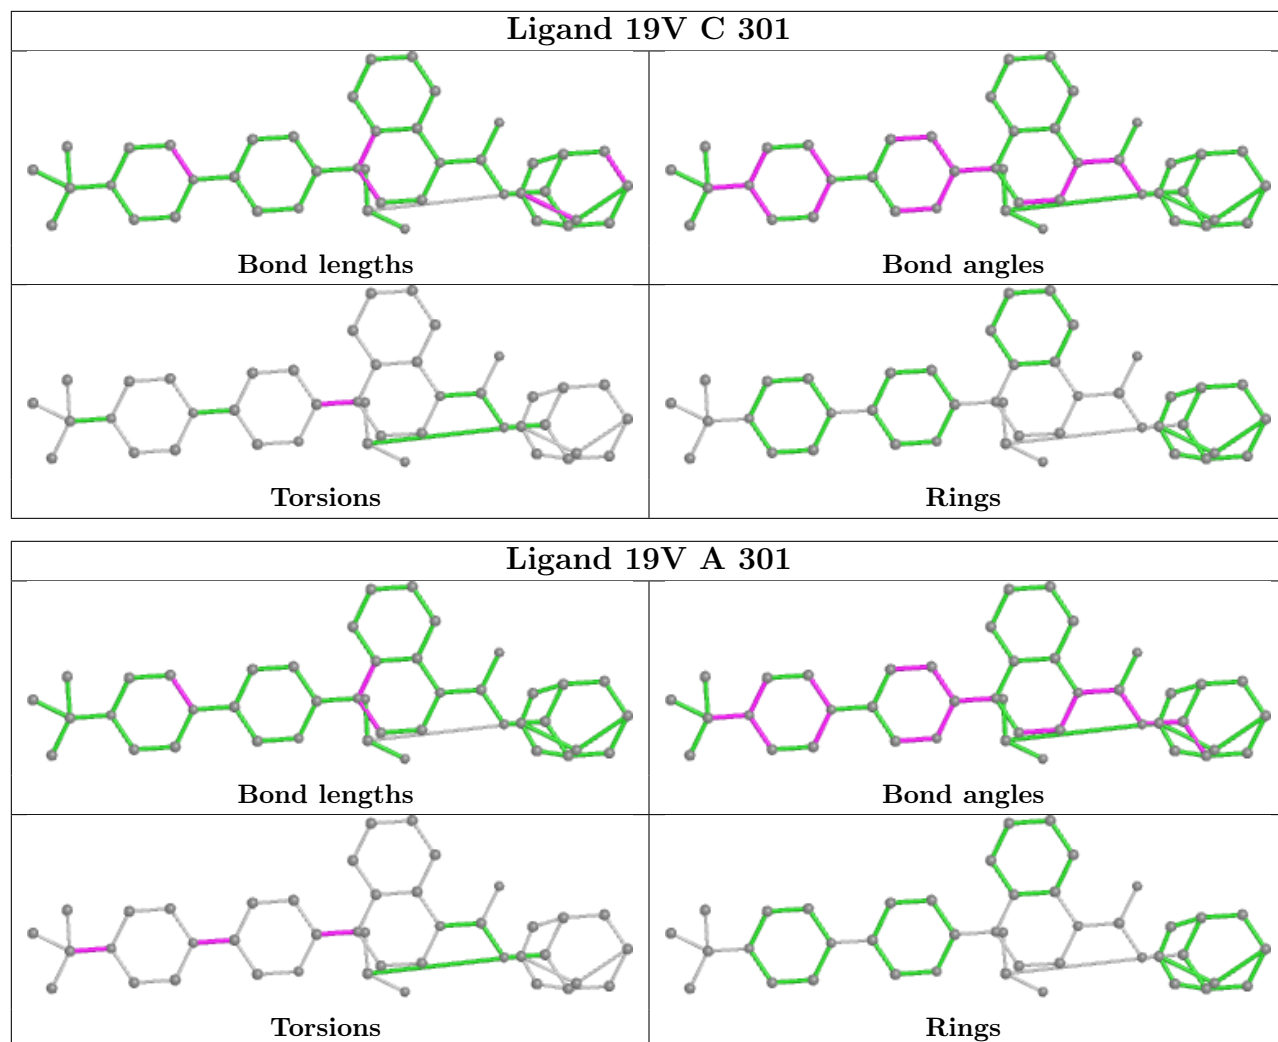 Ligand 19V C 301
Bond lengths
Bond angles
Torsions
Rings
Ligand 19V A 301
Bond lengths
Bond angles
Torsions
Rings